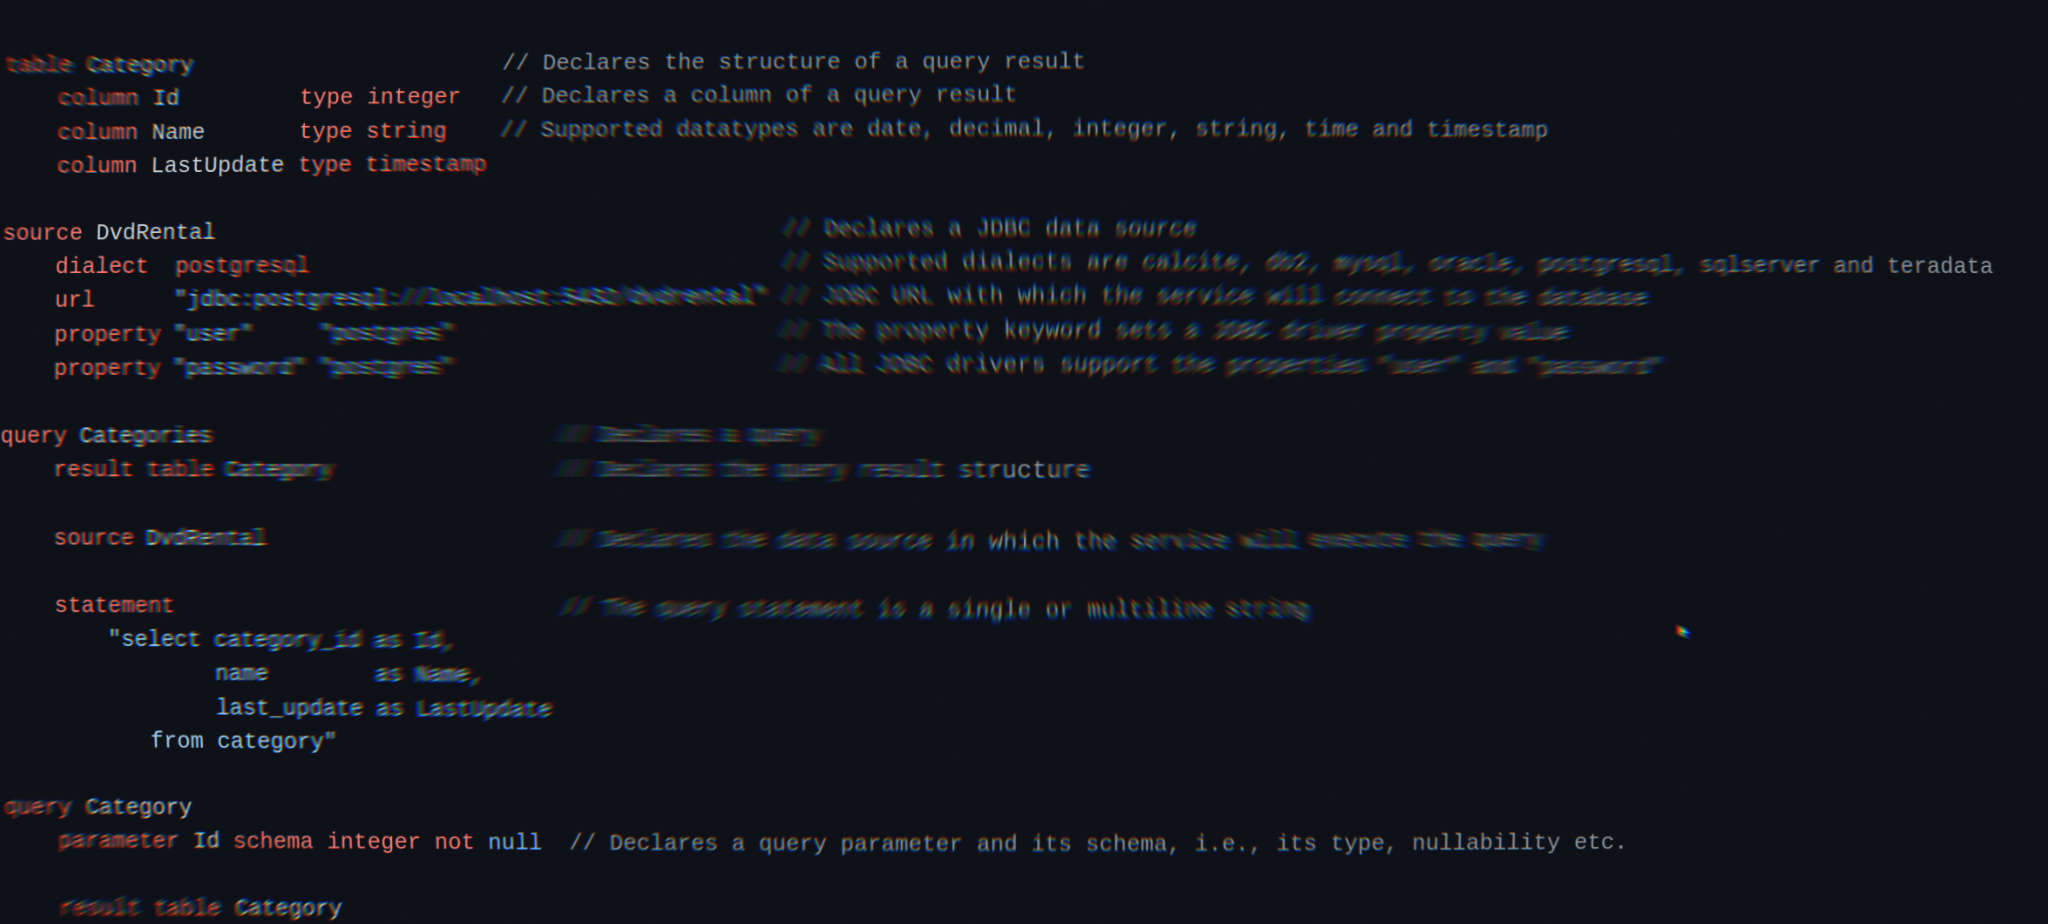 table Category // Declares the structure of a query result
column Id type integer // Declares a column of a query result
column Name type string // Supported datatypes are date, decimal, integer, string, time and timestamp
column LastUpdate type timestamp
source DvdRental // Declares a JDBC data source
dialect postgresql // Supported dialects are calcite, db2, mysql, oracle, postgresql, sqlserver and teradata
url "jdbc:postgresql://localhost:5432/dvdrental" // JDBC URL with which the service will connect to the database
property "user" "postgres" // The property keyword sets a JDBC driver property value
property "password" "postgres" // All JDBC drivers support the properties "user" and "password"
query Categories // Declares a query
result table Category // Declares the query result structure
source DvdRental // Declares the data source in which the service will execute the query
statement // The query statement is a single or multiline string
"select category_id as Id,
name as Name,
last_update as LastUpdate
from category"
query Category
parameter Id schema integer not null // Declares a query parameter and its schema, i.e., its type, nullability etc.
result table Category